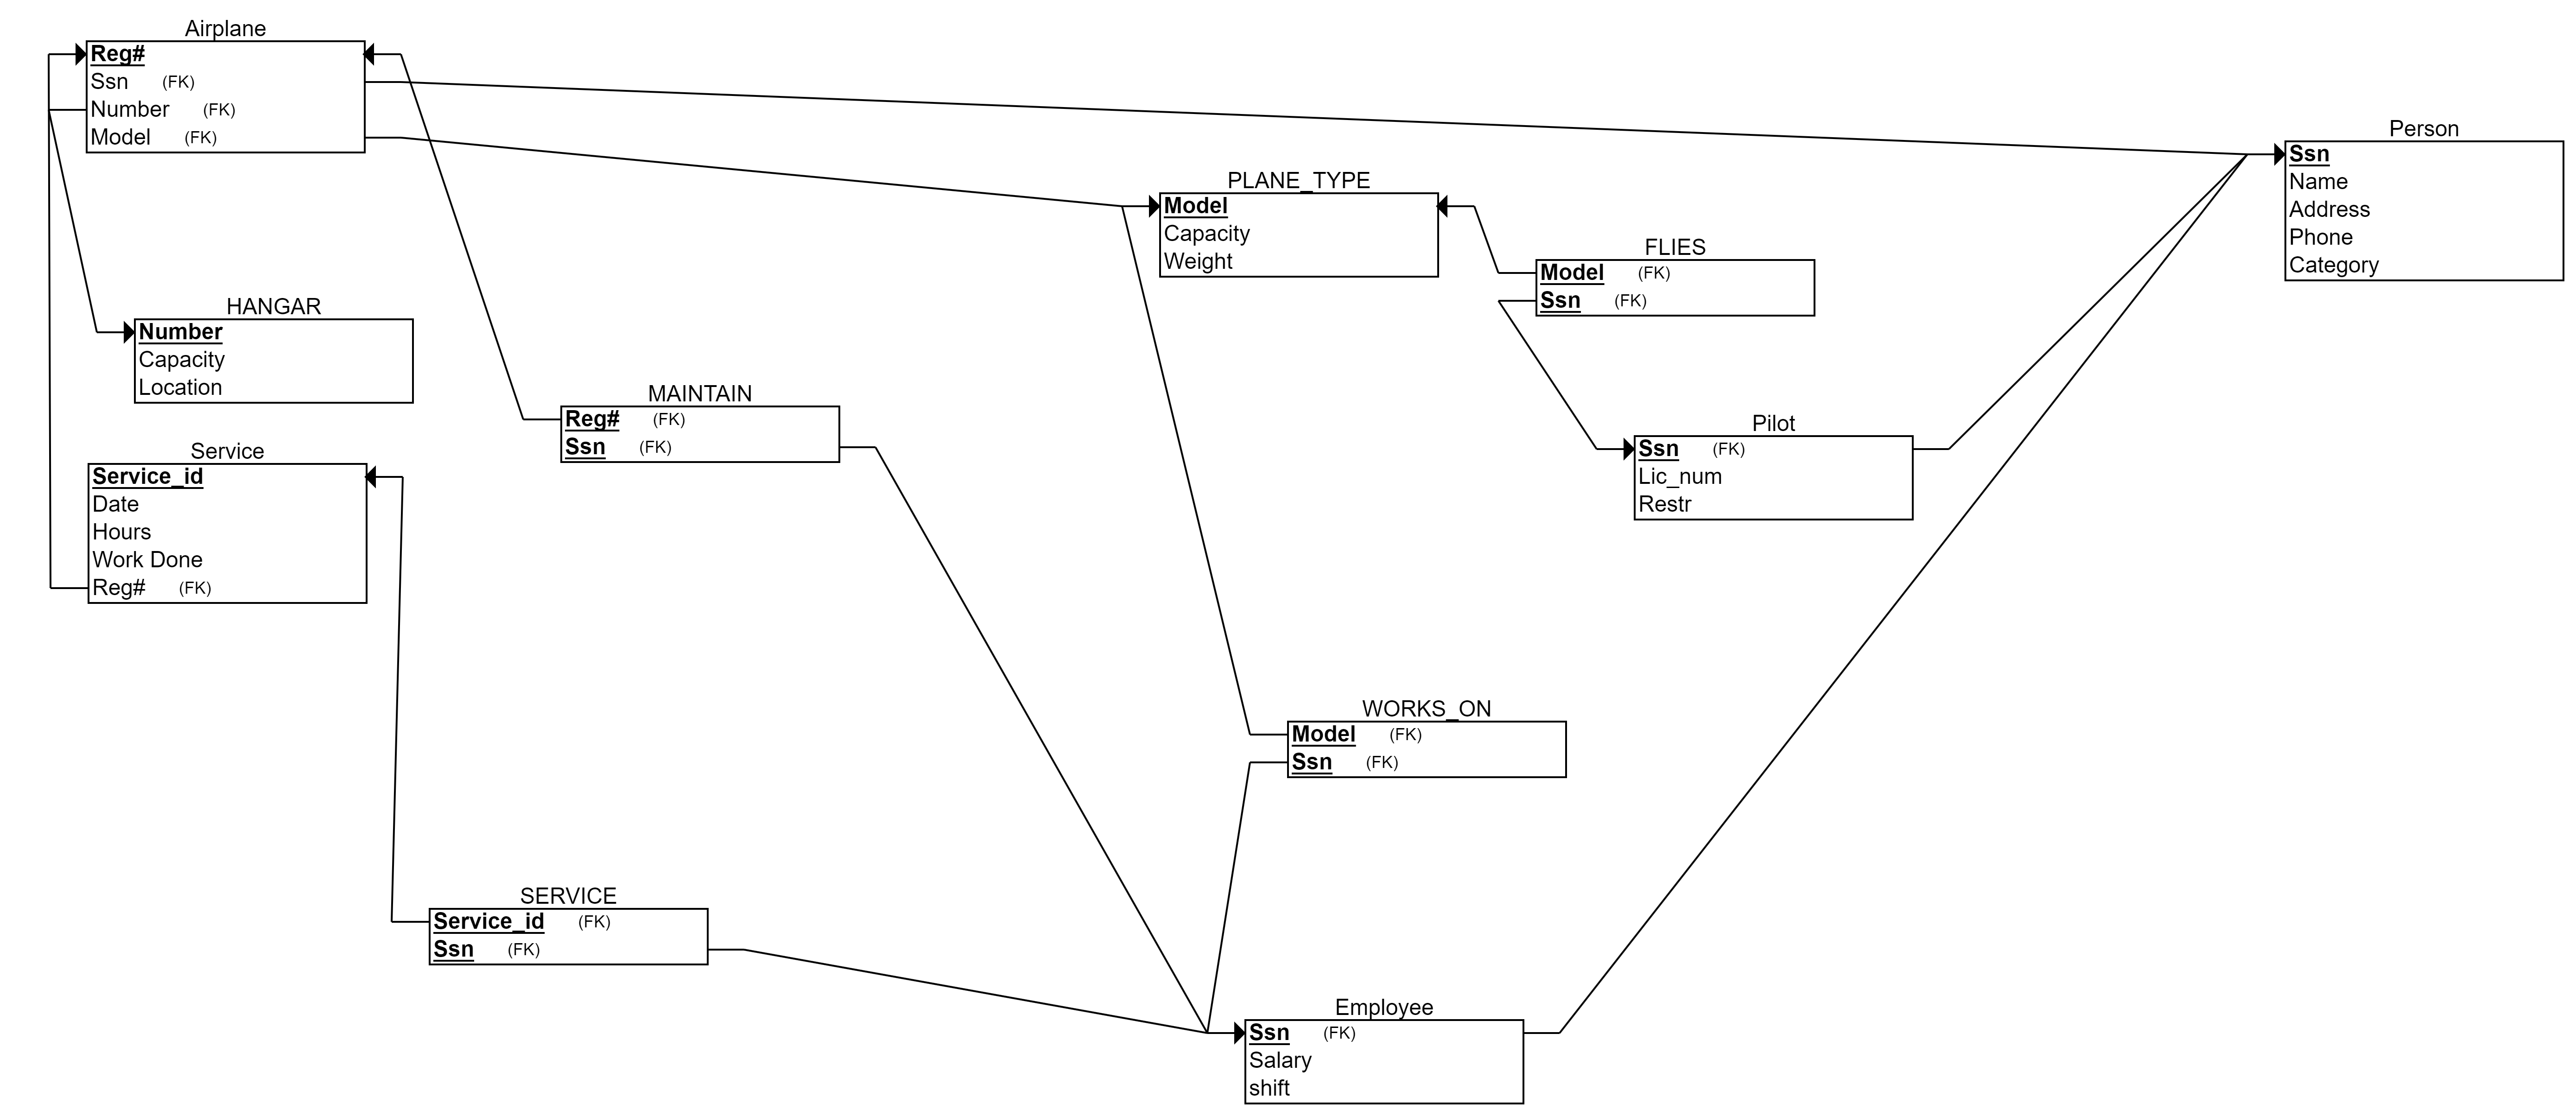 Airplane
Reg#
Ssn (FK)
Number (FK)
Model (FK)
Person
Ssn
Name
Address
Phone
Category
PLANE_TYPE
Model
Capacity
Weight
FLIES
Model (FK)
Ssn (FK)
HANGAR
Number
Capacity
Location
MAINTAIN
Reg# (FK)
Ssn (FK)
Pilot
Ssn (FK)
Lic_num
Restr
Service
Service_id
Date
Hours
Work Done
Reg# (FK)
WORKS_ON
Model (FK)
Ssn (FK)
SERVICE
Service_id (FK)
Ssn (FK)
Employee
Ssn (FK)
Salary
shift